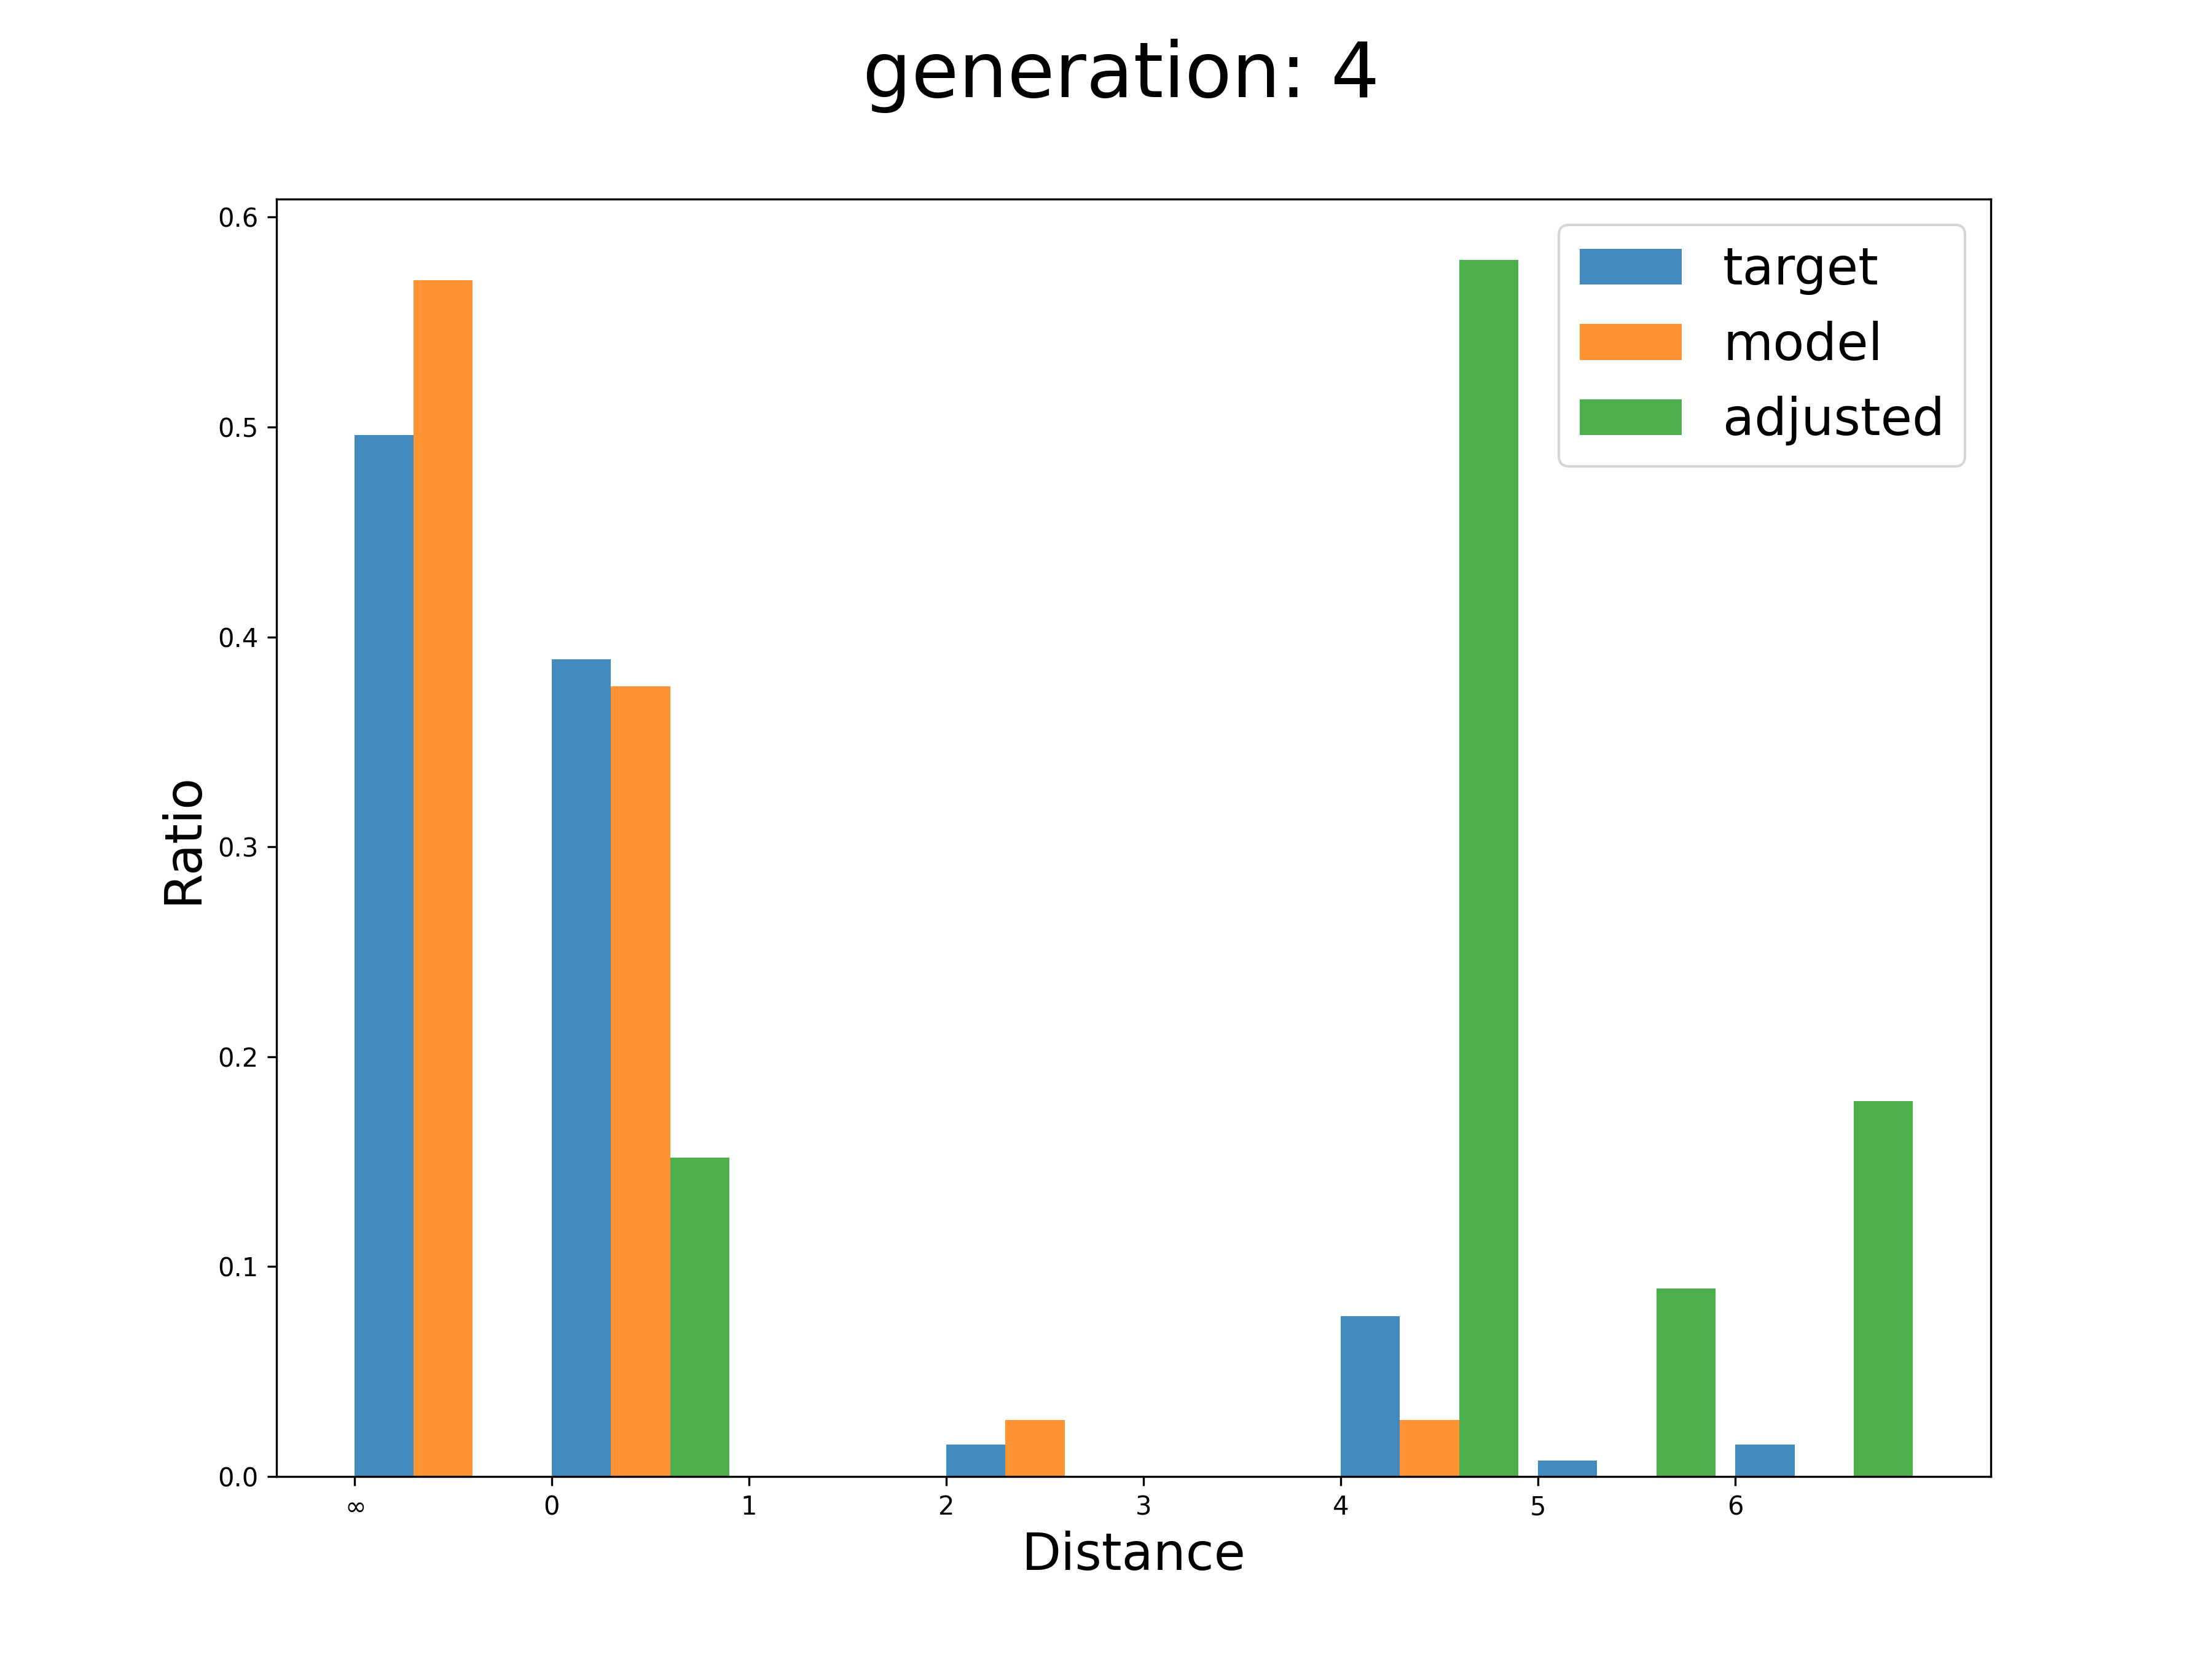 generation: 4
0.6
0.5
0.4
0.3
0.2
0.1
0.0
Ratio
target
model
adjusted
∞ 0 1 2 3 4 5 6
Distance